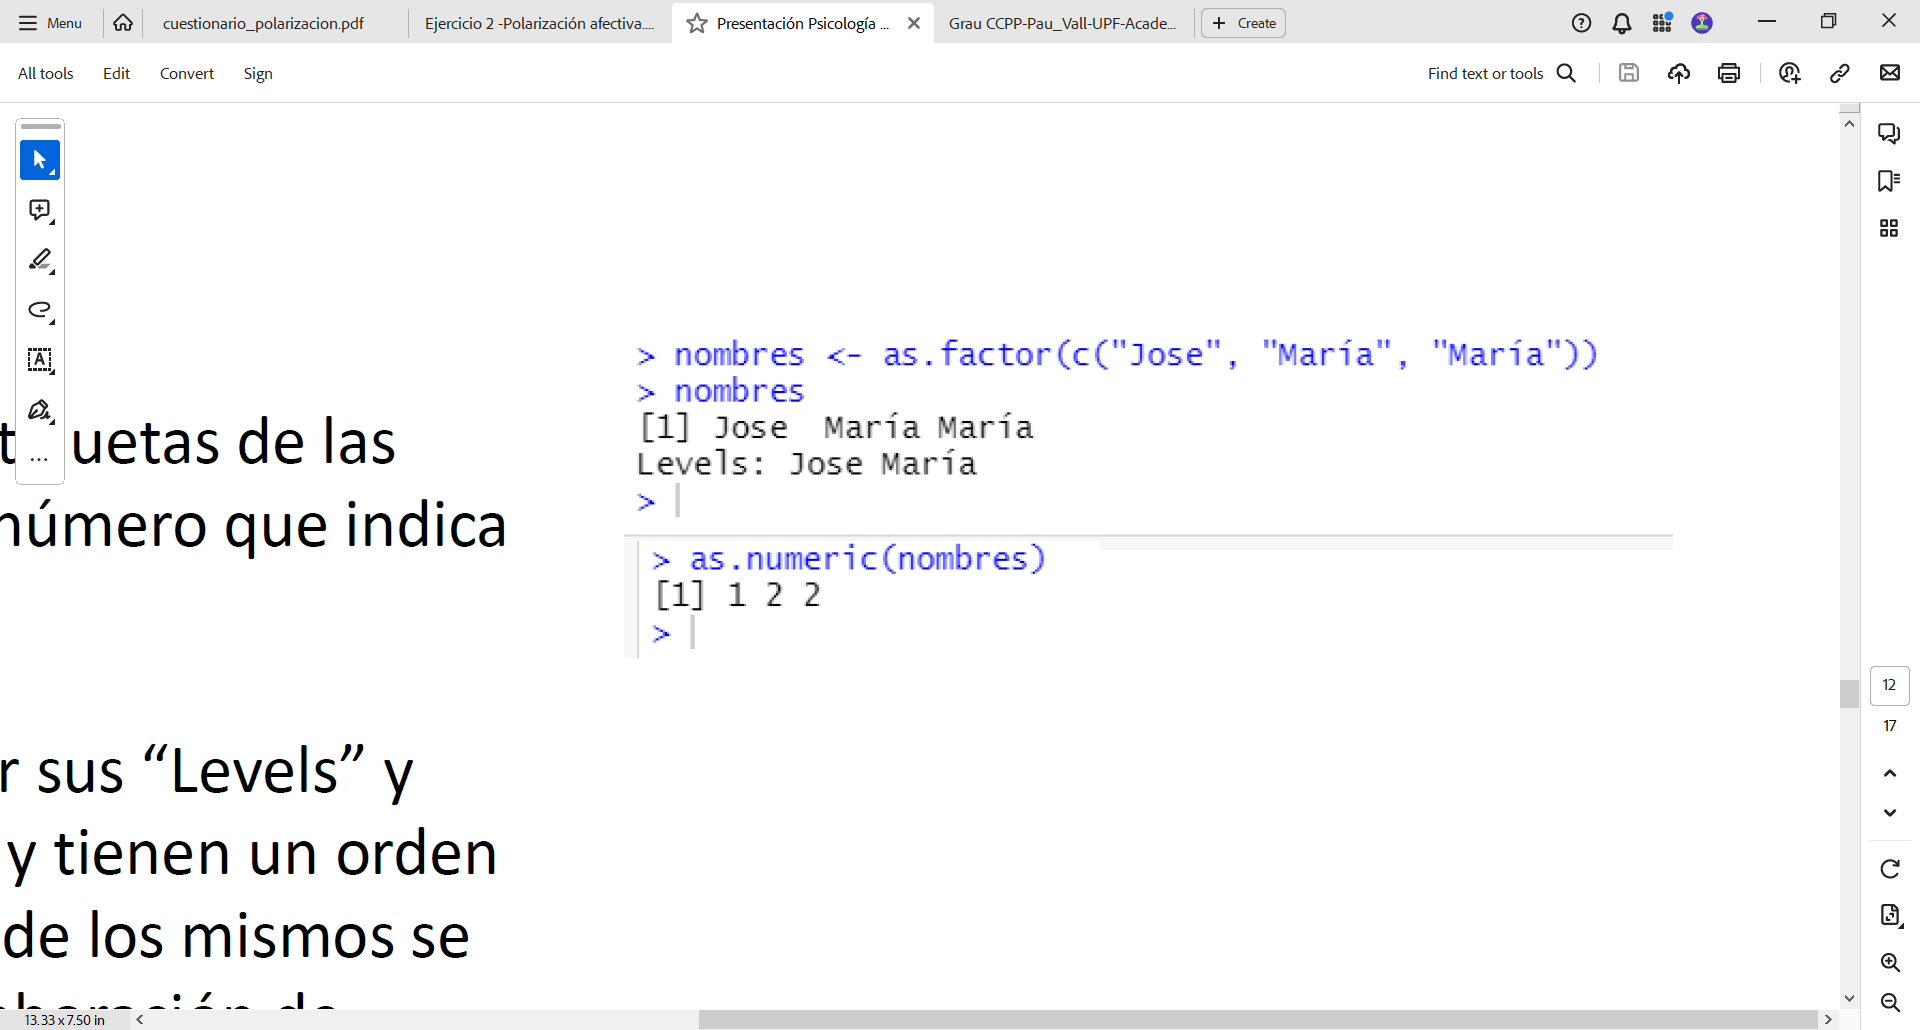 Menu
cuestionario_polarizacion.pdf
Ejercicio 2 -Polarización afectiva....
Presentación Psicología ...
Grau CCPP-Pau_Vall-UPF-Acade...
Create
All tools
Edit
Convert
Sign
Find text or tools
> nombres <- as.factor(c("Jose", "María", "María"))
> nombres
[1] Jose  María María
Levels: Jose María
>
> as.numeric(nombres)
[1] 1 2 2
>
uetas de las
número que indica
r sus “Levels” y
y tienen un orden
de los mismos se
12
17
13.33 x 7.50 in